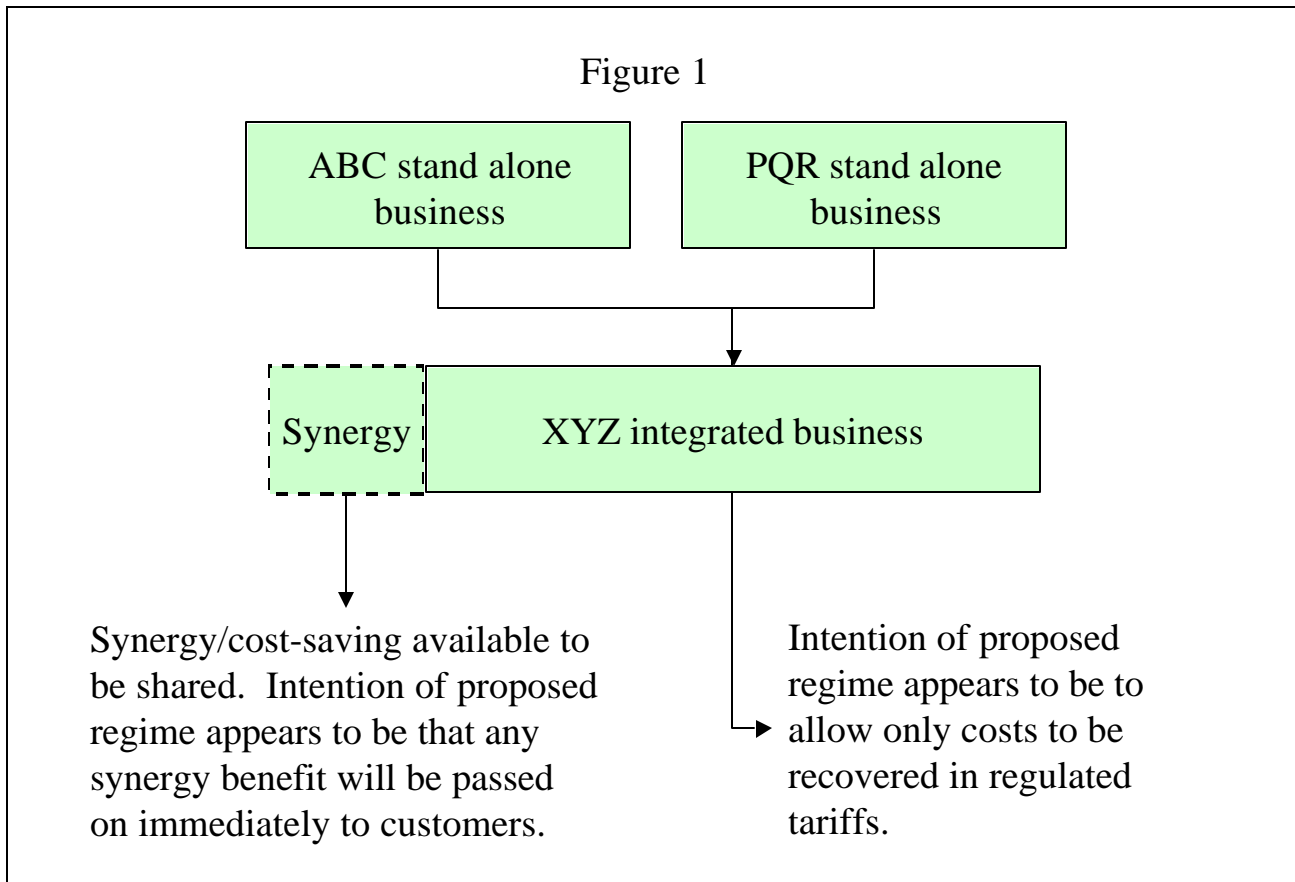 Figure 1
ABC stand alone
business
PQR stand alone
business
Synergy
XYZ integrated business
Synergy/cost-saving available to
be shared.  Intention of proposed
regime appears to be that any
synergy benefit will be passed
on immediately to customers.
Intention of proposed
regime appears to be to
allow only costs to be
recovered in regulated
tariffs.